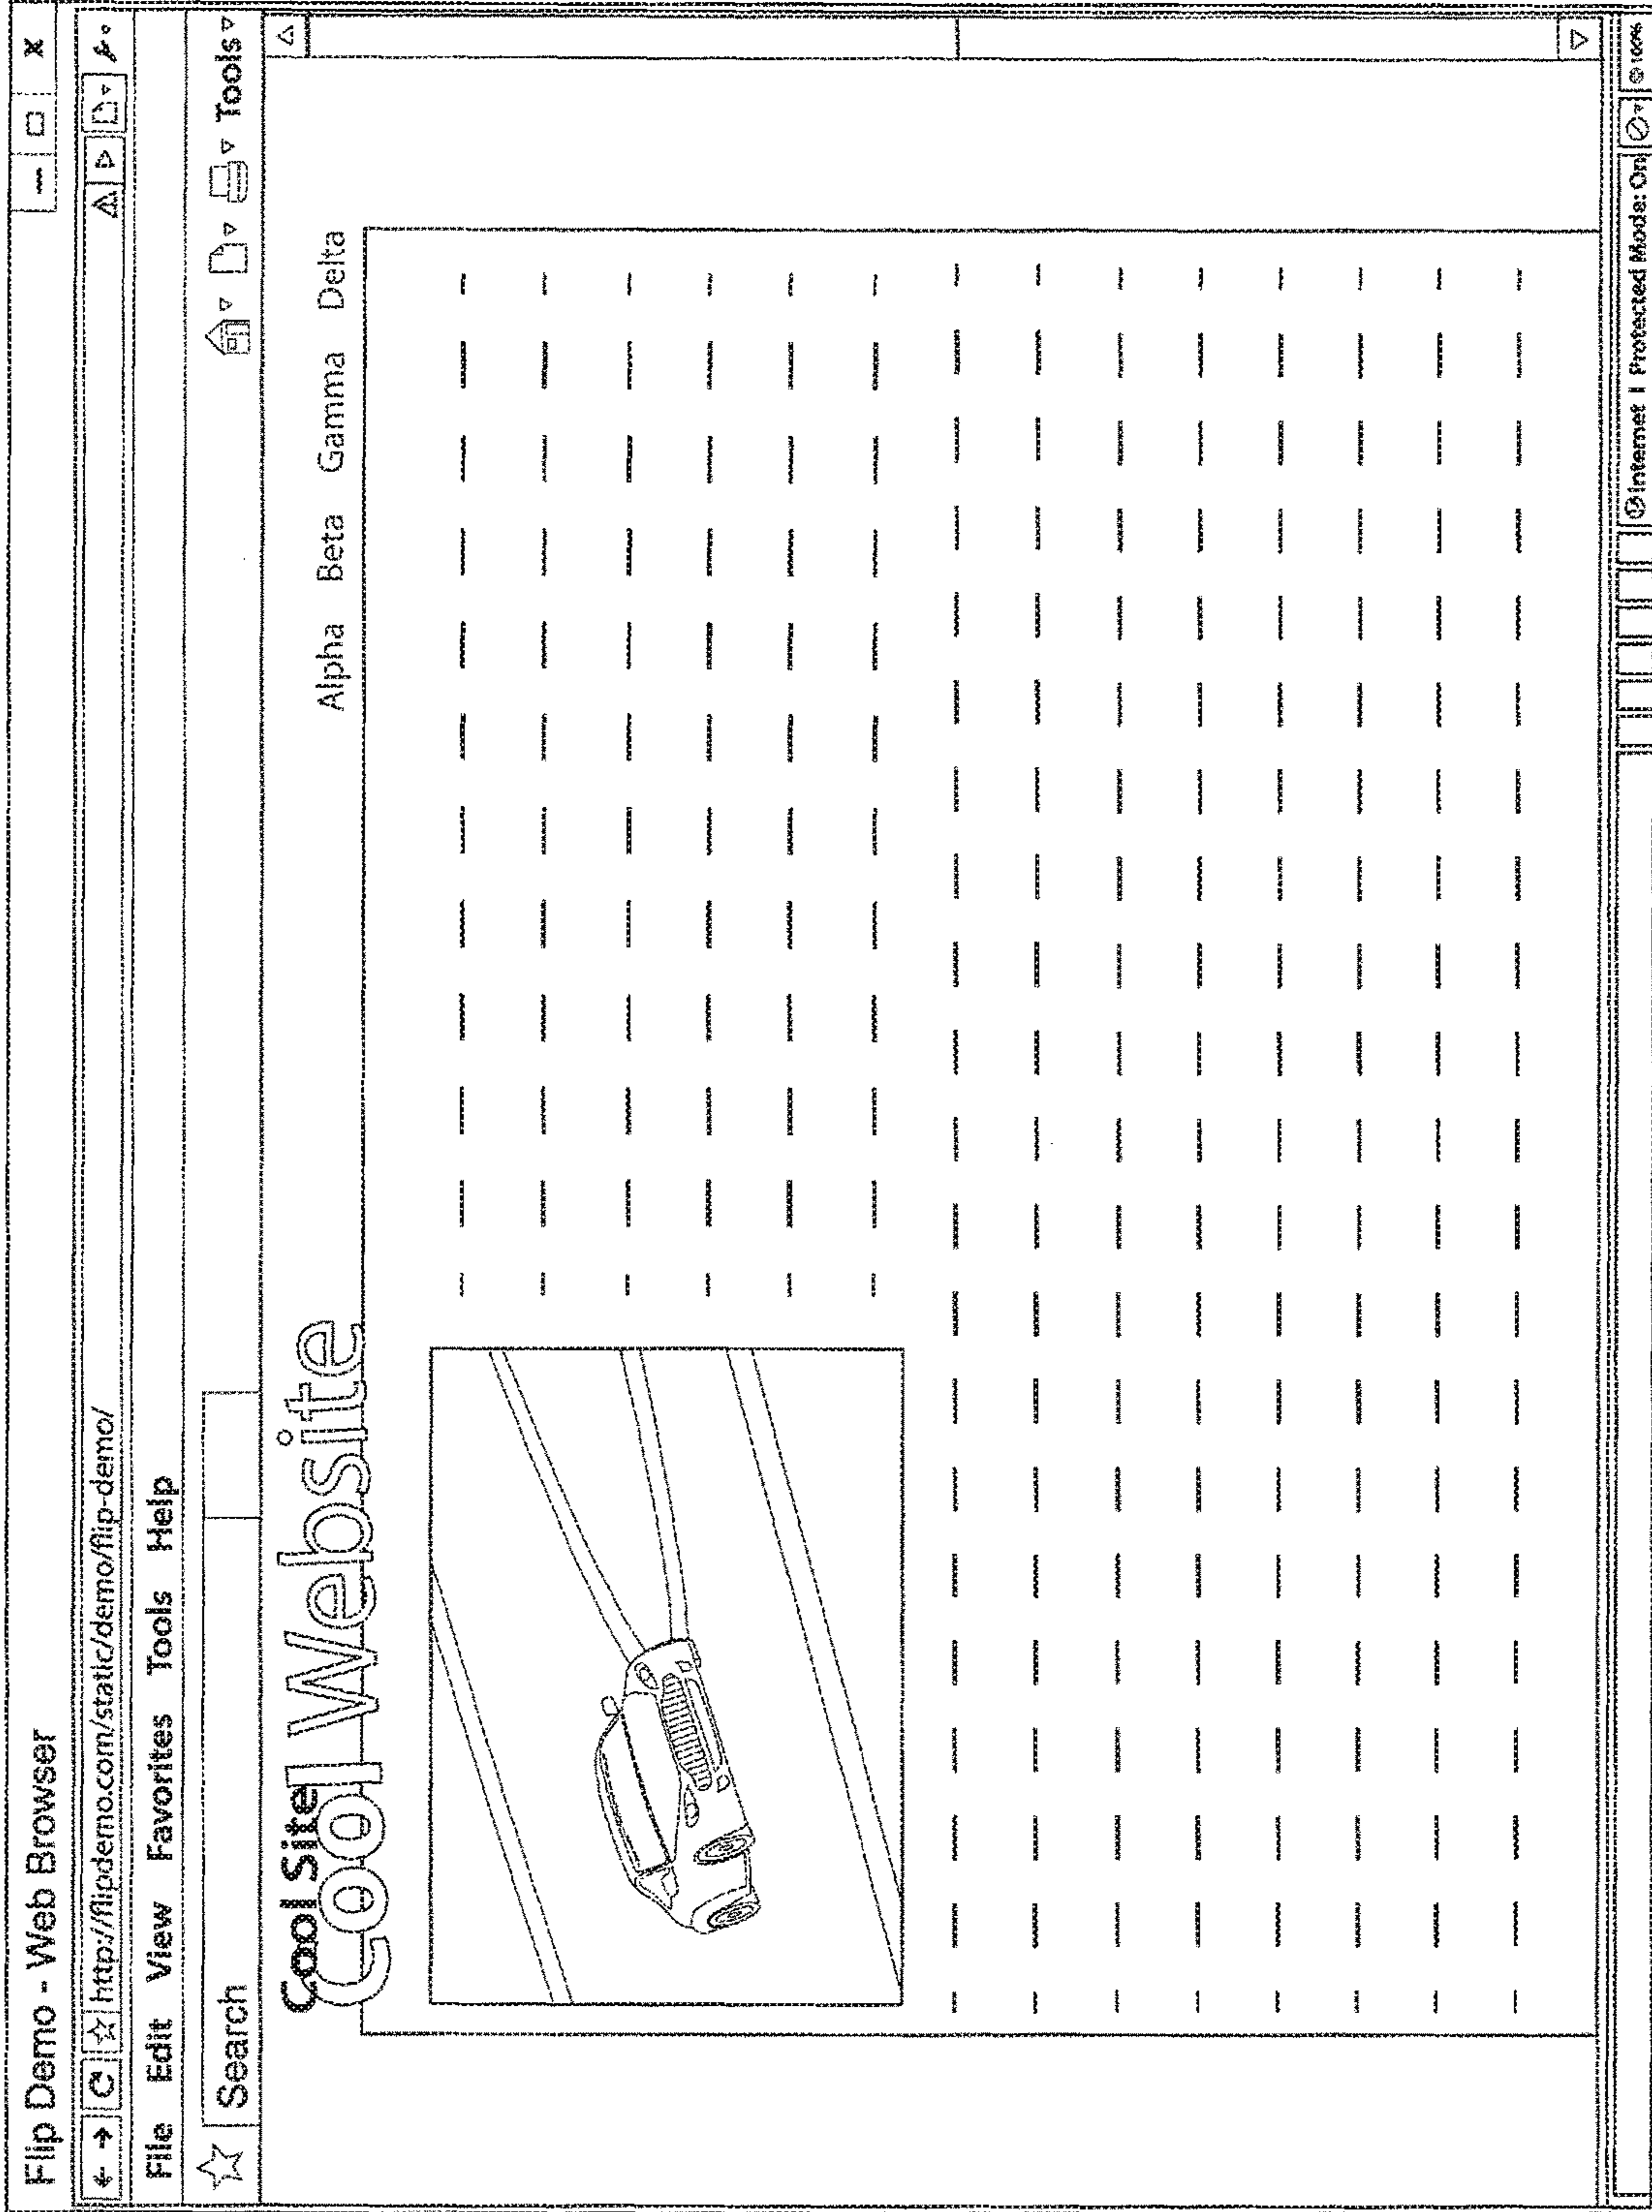 Flip Demo - Web Browser
X
http://flipdemo.com/static/demo/flip-demo/
File Edit View Favorites Tools Help
Search
Tools
Cool Site
Cool Website
Alpha Beta Gamma Delta
Internet | Protected Mode: On
100%